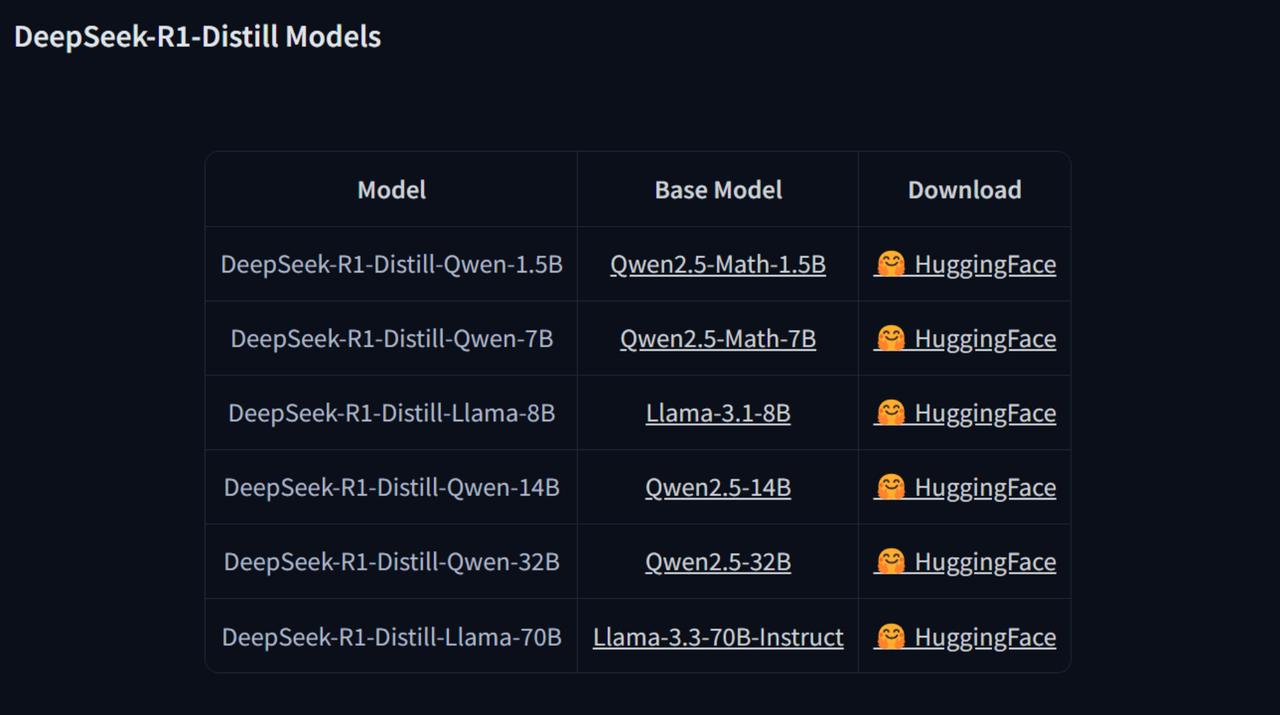 DeepSeek-R1-Distill Models
Model Base Model Download
DeepSeek-R1-Distill-Qwen-1.5B Qwen2.5-Math-1.5B 🤗 HuggingFace
DeepSeek-R1-Distill-Qwen-7B Qwen2.5-Math-7B 🤗 HuggingFace
DeepSeek-R1-Distill-Llama-8B Llama-3.1-8B 🤗 HuggingFace
DeepSeek-R1-Distill-Qwen-14B Qwen2.5-14B 🤗 HuggingFace
DeepSeek-R1-Distill-Qwen-32B Qwen2.5-32B 🤗 HuggingFace
DeepSeek-R1-Distill-Llama-70B Llama-3.3-70B-Instruct 🤗 HuggingFace